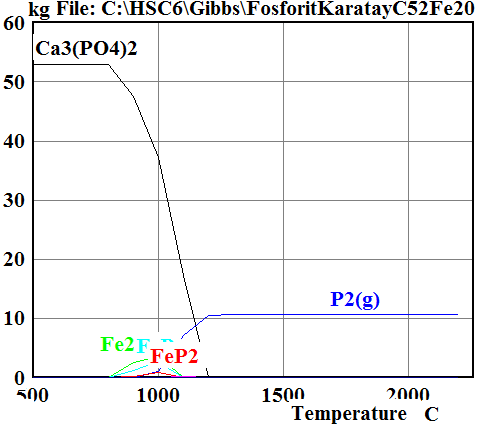 kg File: C:\HSC6\Gibbs\FosforitKaratayC52Fe20
60
Ca3(PO4)2
50
40
30
20
P2(g)
10
Fe2
FeP2
0
500 1000 1500 2000
Temperature C